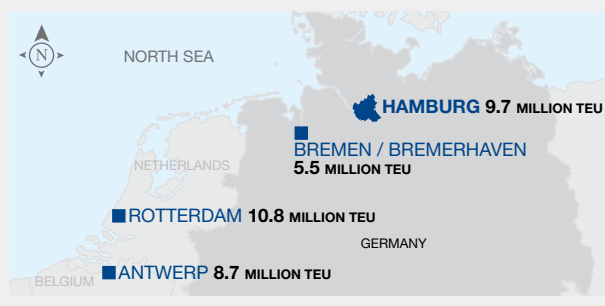 N
NORTH SEA
HAMBURG 9.7 MILLION TEU
BREMEN / BREMERHAVEN
5.5 MILLION TEU
NETHERLANDS
ROTTERDAM 10.8 MILLION TEU
GERMANY
ANTWERP 8.7 MILLION TEU
BELGIUM